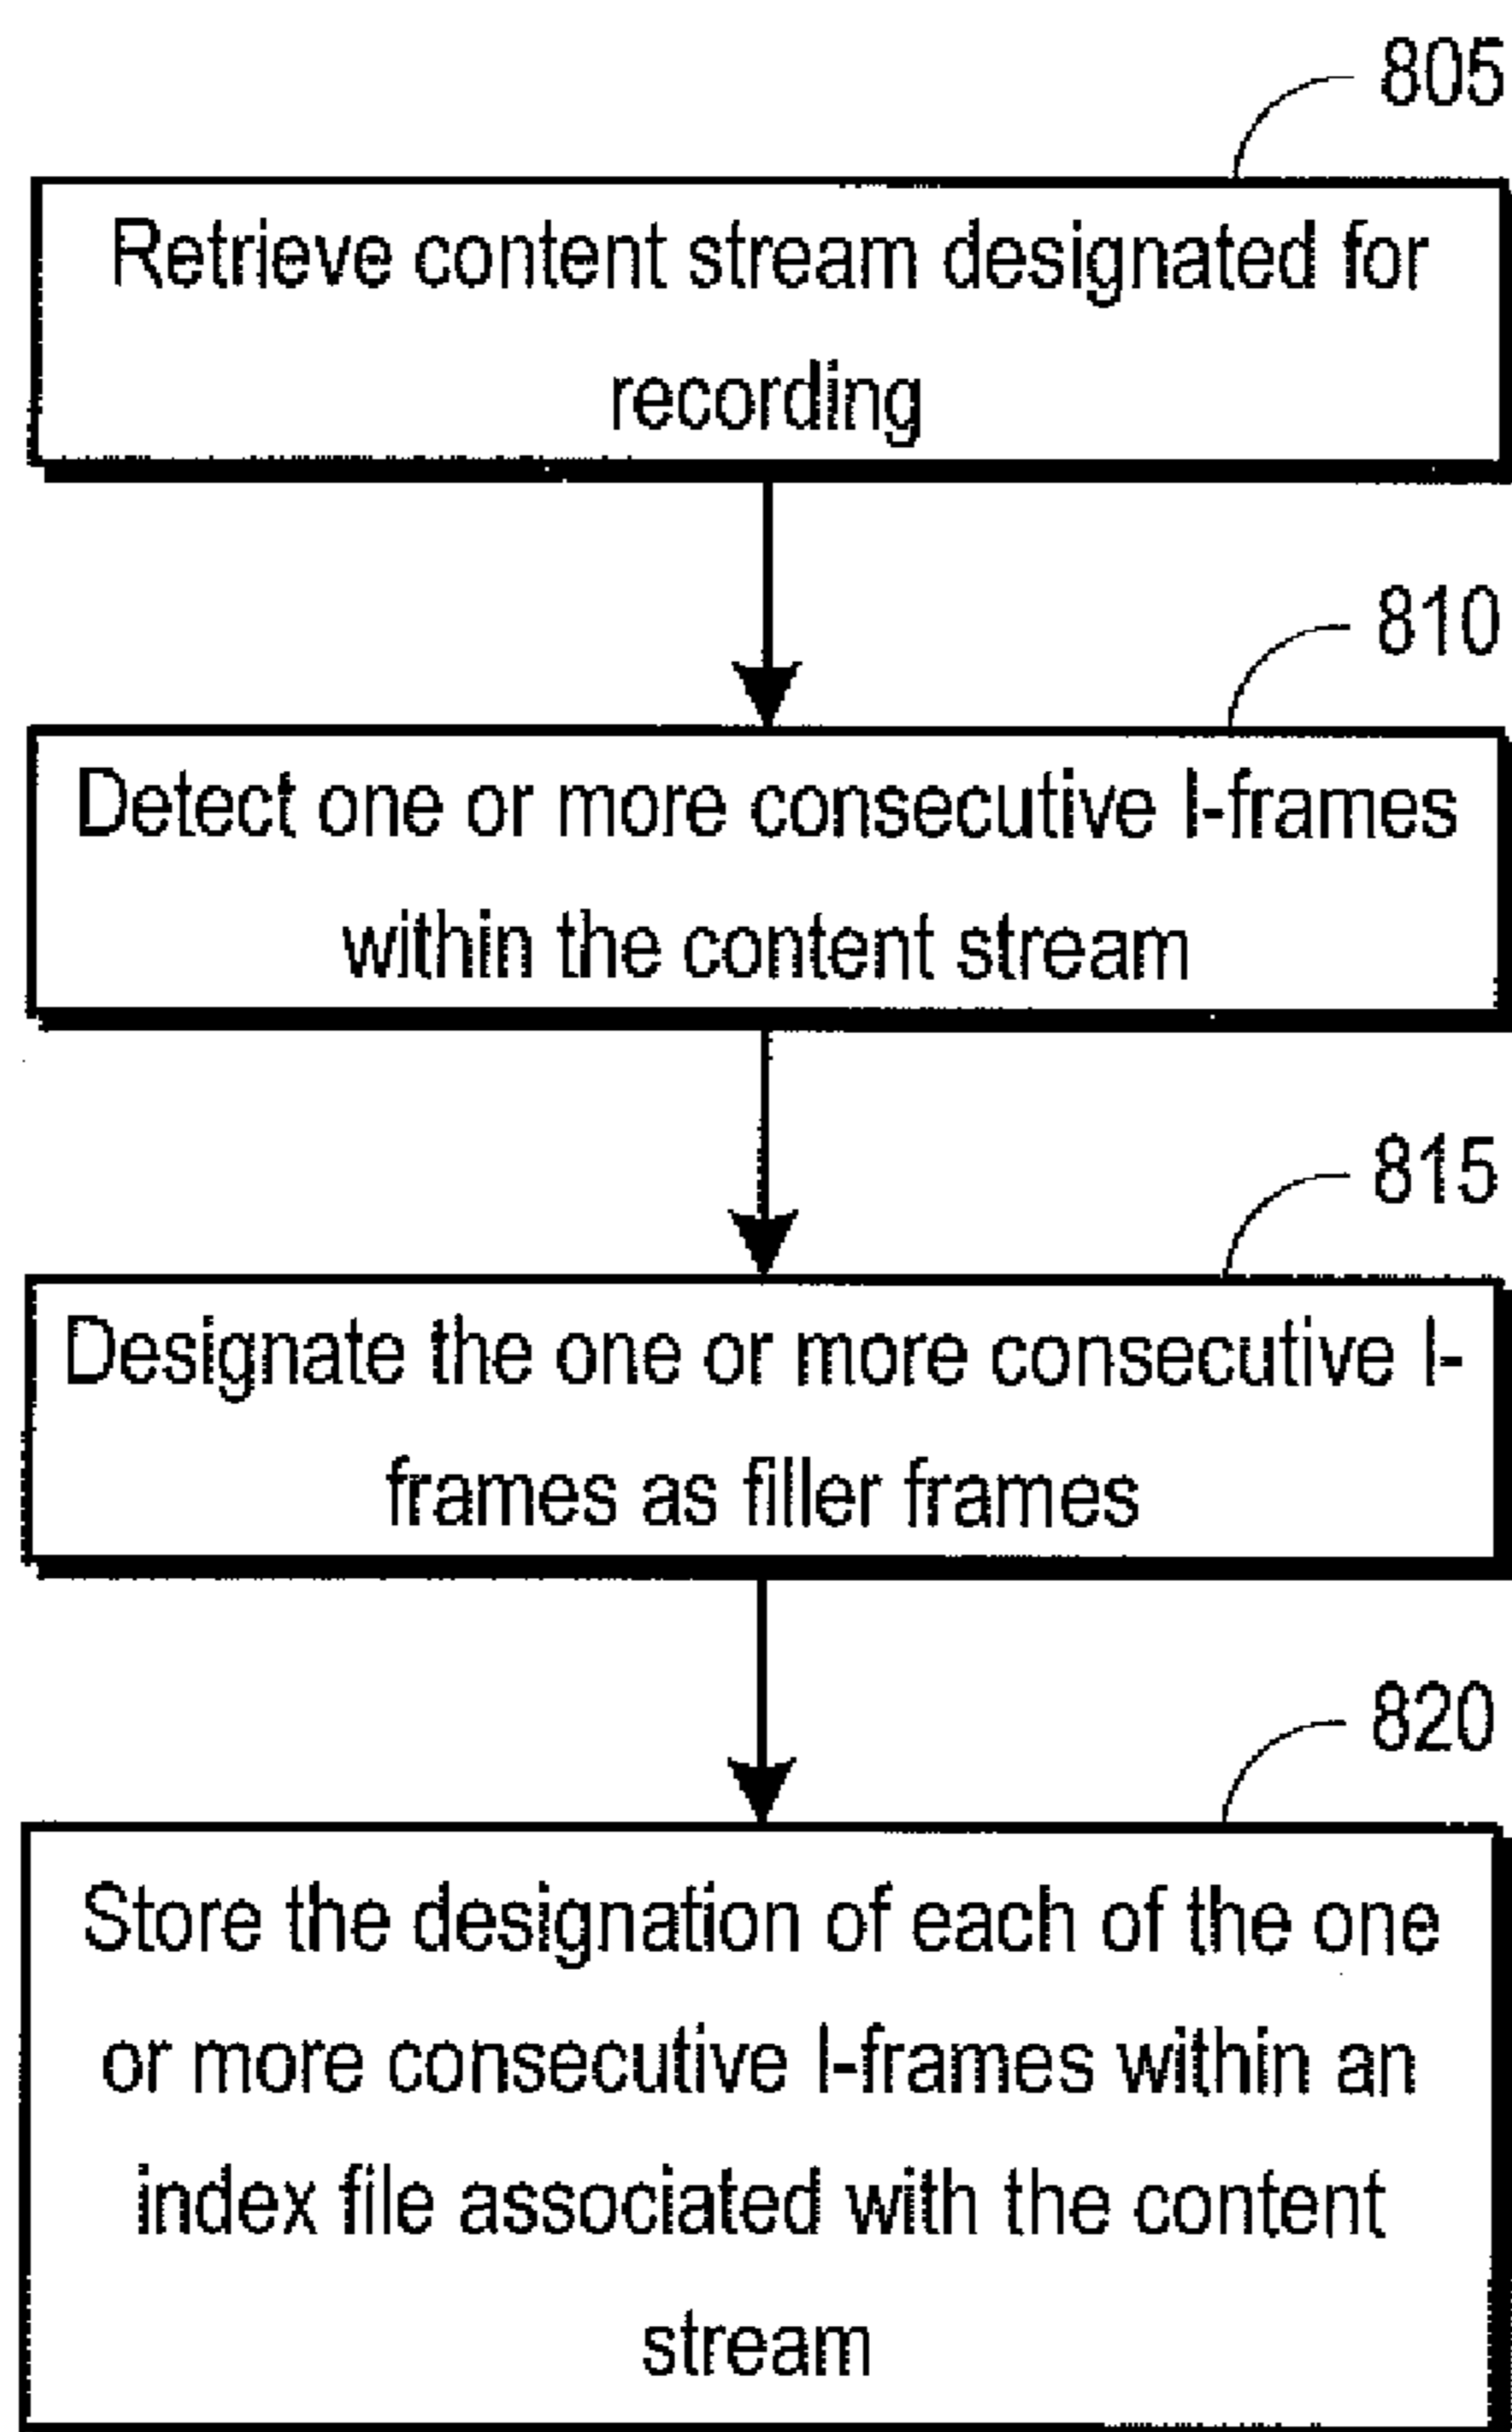 805
Retrieve content stream designated for
recording
810
Detect one or more consecutive I-frames
within the content stream
815
Designate the one or more consecutive I-
frames as filler frames
820
Store the designation of each of the one
or more consecutive I-frames within an
index file associated with the content
stream